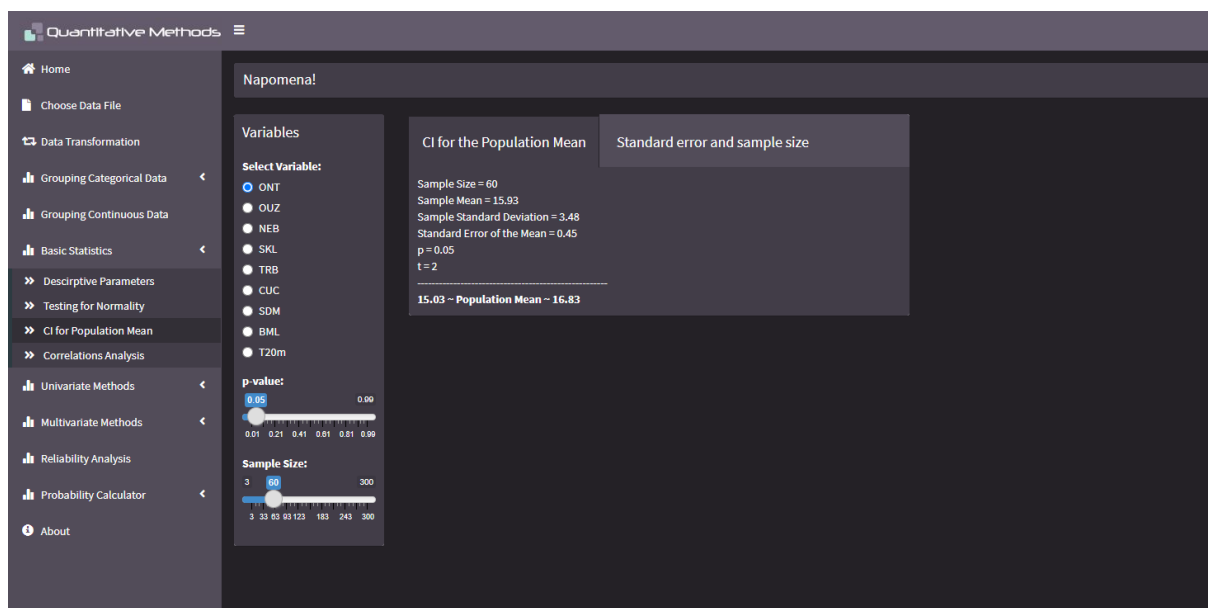 Quantitative Methods
Home
Choose Data File
Data Transformation
Grouping Categorical Data
Grouping Continuous Data
Basic Statistics
Descirptive Parameters
Testing for Normality
CI for Population Mean
Correlations Analysis
Univariate Methods
Multivariate Methods
Reliability Analysis
Probability Calculator
About
Napomena!
Variables
Select Variable:
ONT
OUZ
NEB
SKL
TRB
CUC
SDM
BML
T20m
p-value:
0.05 0.99
0.01 0.21 0.41 0.61 0.81 0.99
Sample Size:
3 60 300
3 33 63 93 123 183 243 300
CI for the Population Mean
Standard error and sample size
Sample Size = 60
Sample Mean = 15.93
Sample Standard Deviation = 3.48
Standard Error of the Mean = 0.45
p = 0.05
t = 2
------------------------------------------------------
15.03 ~ Population Mean ~ 16.83